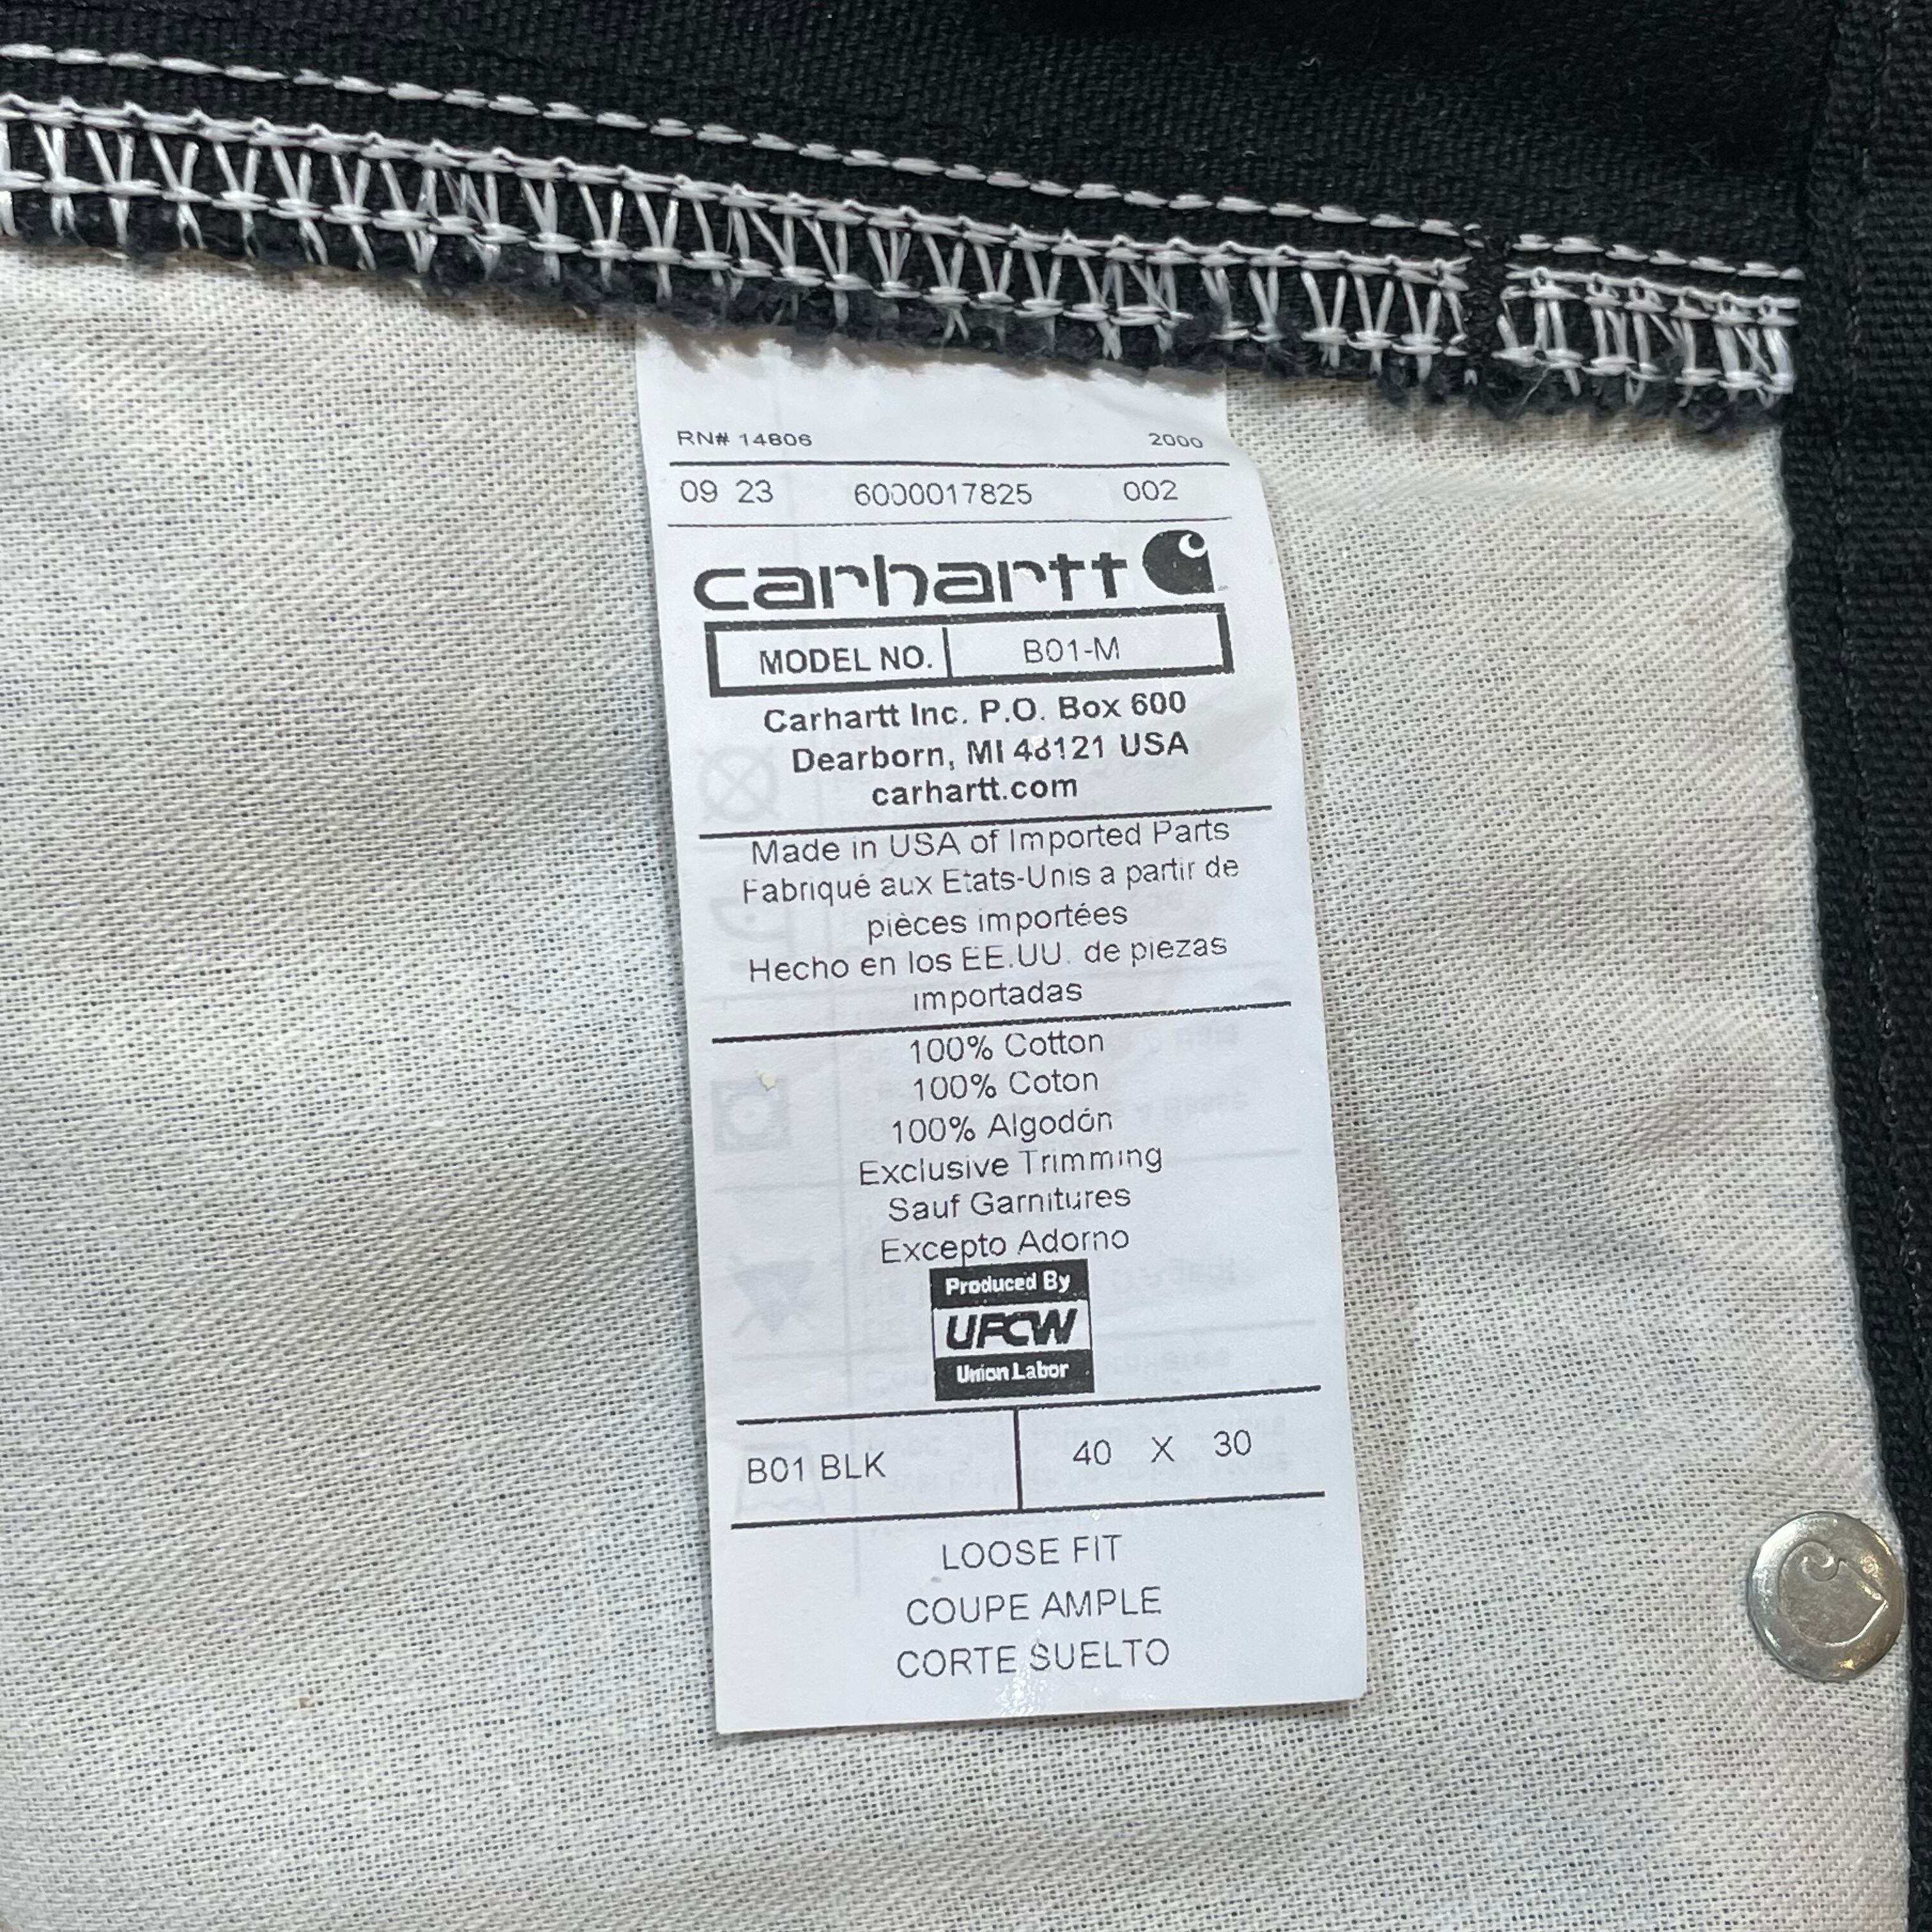 RN# 14806 2000
09 23 6000017825 002
carhartt
MODEL NO. B01-M
Carhartt Inc. P.O. Box 600
Dearborn, MI 48121 USA
carhartt.com
Made in USA of Imported Parts
Fabriqué aux Etats-Unis a partir de
pièces importées
Hecho en los EE.UU. de piezas
importadas
100% Cotton
100% Coton
100% Algodón
Exclusive Trimming
Sauf Garnitures
Excepto Adorno
Produced By
UFCW
Union Labor
B01 BLK 40 X 30
LOOSE FIT
COUPE AMPLE
CORTE SUELTO